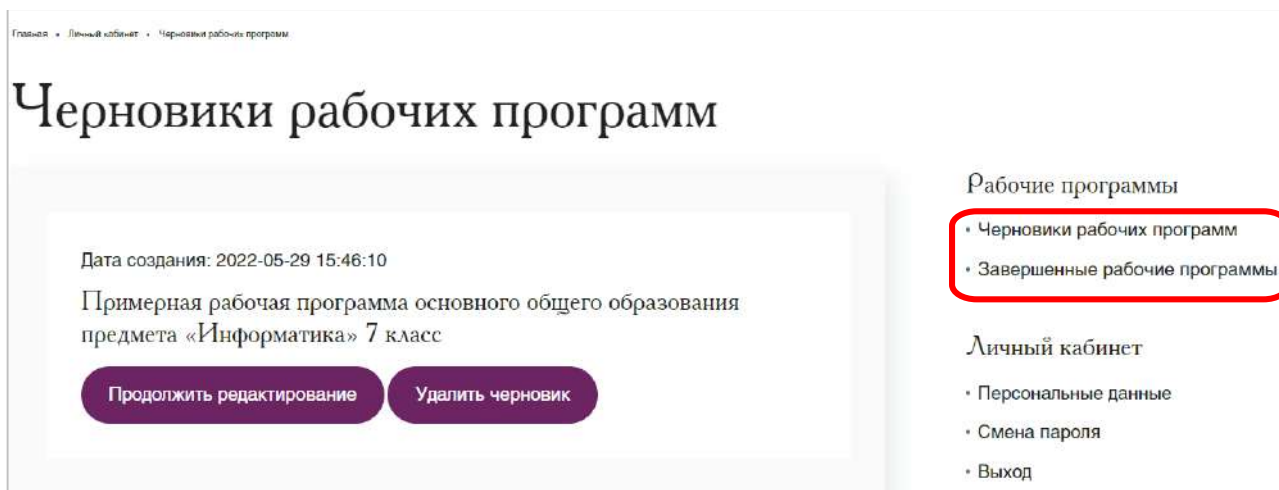 Главная • Личный кабинет • Черновики рабочих программ
Черновики рабочих программ
Дата создания: 2022-05-29 15:46:10
Примерная рабочая программа основного общего образования
предмета «Информатика» 7 класс
Продолжить редактирование
Удалить черновик
Рабочие программы
• Черновики рабочих программ
• Завершенные рабочие программы
Личный кабинет
• Персональные данные
• Смена пароля
• Выход